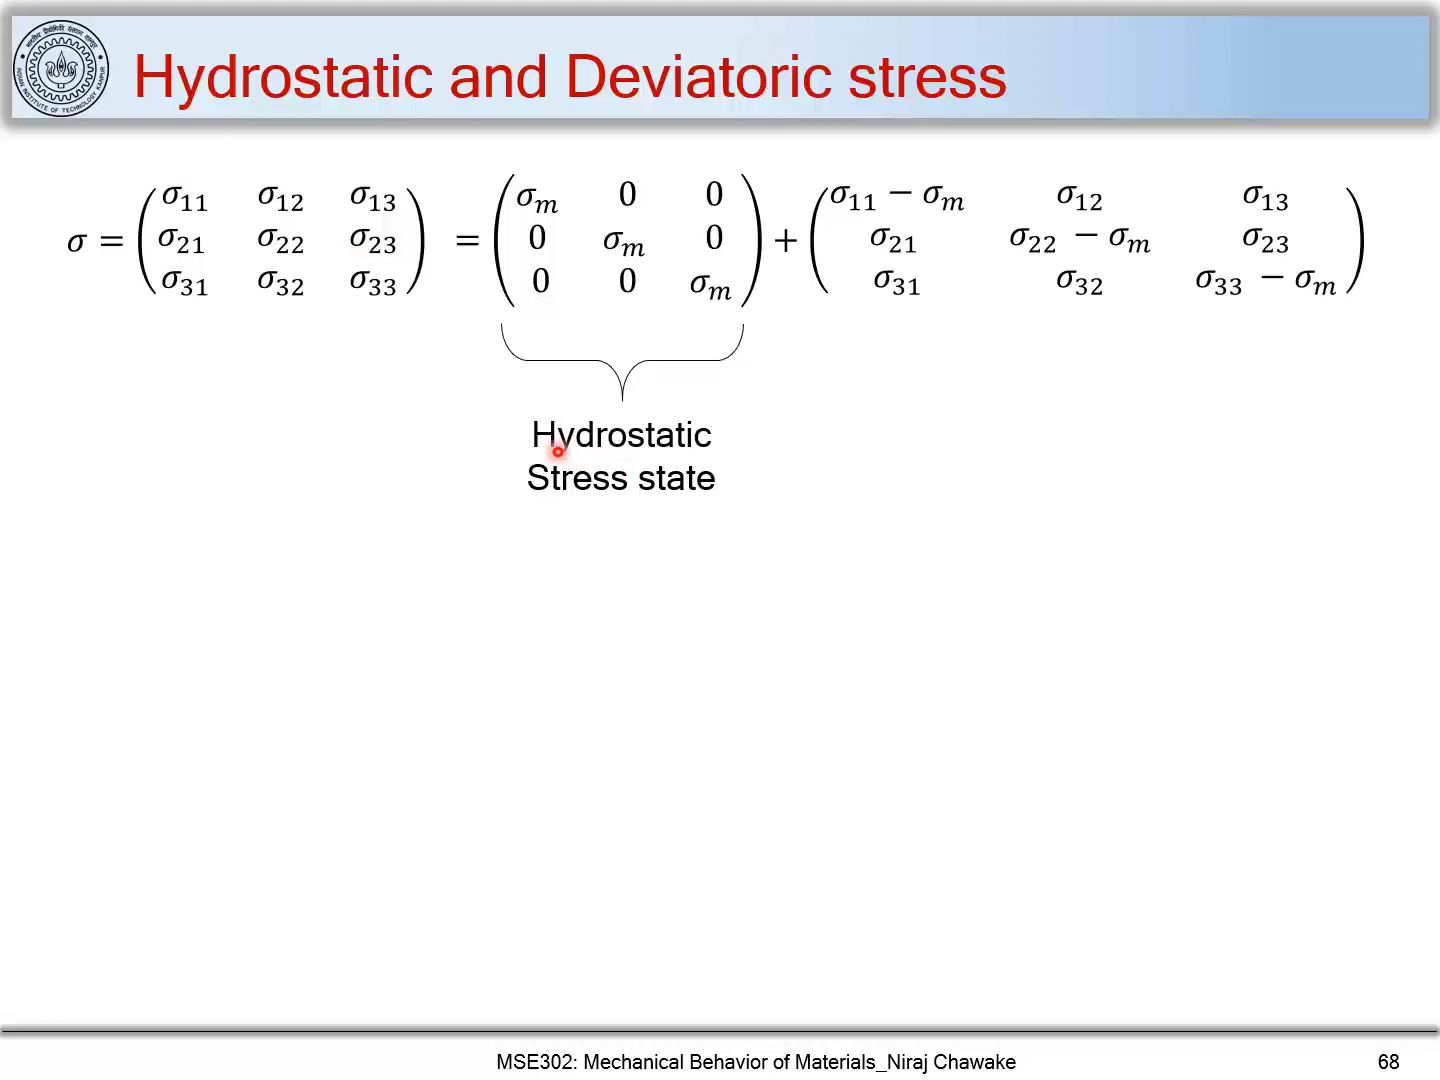 Hydrostatic and Deviatoric stress
σ = (σ₁₁ σ₁₂ σ₁₃ = (σₘ 0 0 + (σ₁₁ − σₘ σ₁₂ σ₁₃
σ₂₁ σ₂₂ σ₂₃ 0 σₘ 0 σ₂₁ σ₂₂ − σₘ σ₂₃
σ₃₁ σ₃₂ σ₃₃) 0 0 σₘ) σ₃₁ σ₃₂ σ₃₃ − σₘ)
Hydrostatic
Stress state
MSE302: Mechanical Behavior of Materials_Niraj Chawake
68